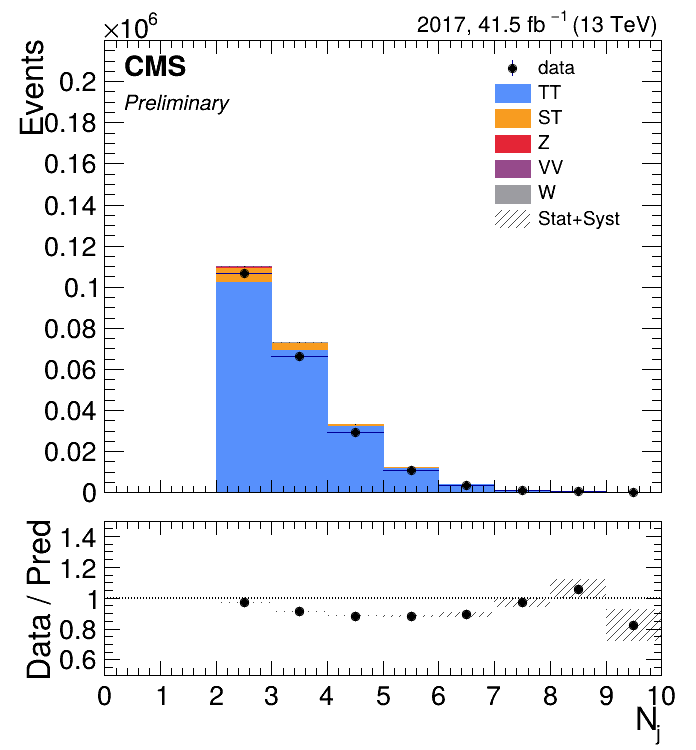 ×10⁶
2017, 41.5 fb⁻¹ (13 TeV)
Events
CMS
Preliminary
data
TT
ST
Z
VV
W
Stat+Syst
0.2
0.18
0.16
0.14
0.12
0.1
0.08
0.06
0.04
0.02
0
Data / Pred
1.4
1.2
1
0.8
0.6
0 1 2 3 4 5 6 7 8 9 10
N_j